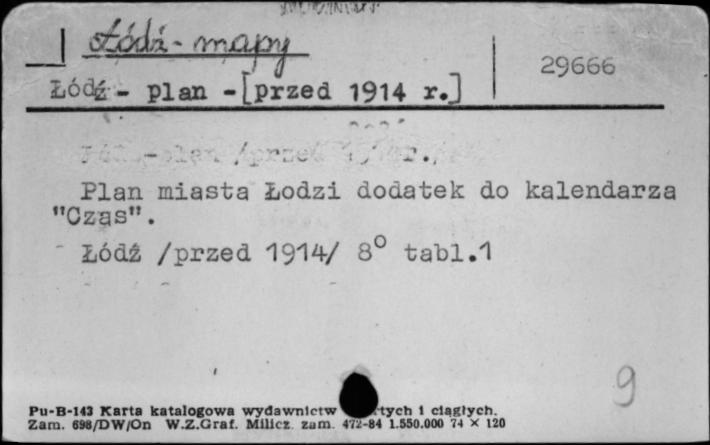 Łódź - mapy
29666
Łódź - plan - [przed 1914 r.]
Plan miasta Łodzi dodatek do kalendarza
"Czas".
Łódź /przed 1914/ 8° tabl.1
9
Pu-B-143 Karta katalogowa wydawnictw i ciągłych.
Zam. 698/DW/On W.Z.Graf. Milicz zam. 472-84 1.550.000 74 × 120